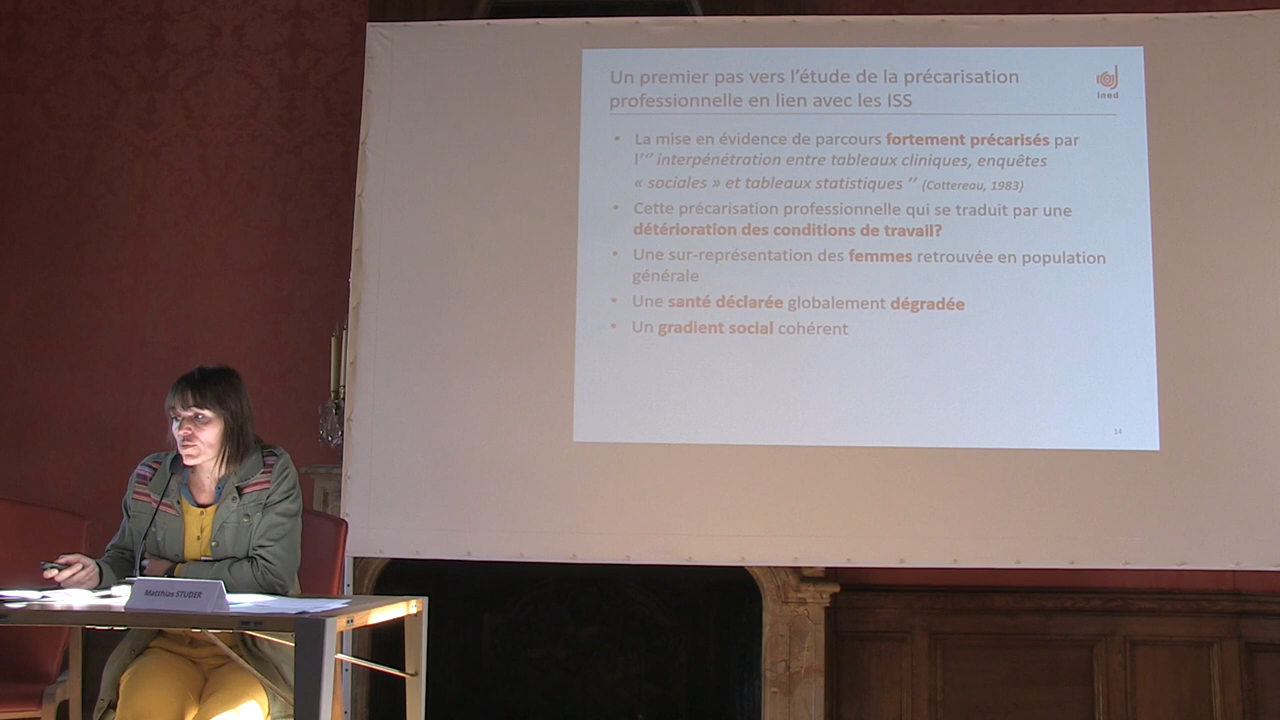 Un premier pas vers l'étude de la précarisation
professionnelle en lien avec les ISS
ined
• La mise en évidence de parcours fortement précarisés par
l'‘’ interpénétration entre tableaux cliniques, enquêtes
« sociales » et tableaux statistiques ’’ (Cottereau, 1983)
• Cette précarisation professionnelle qui se traduit par une
détérioration des conditions de travail?
• Une sur-représentation des femmes retrouvée en population
générale
• Une santé déclarée globalement dégradée
• Un gradient social cohérent
14
Matthias STUDER